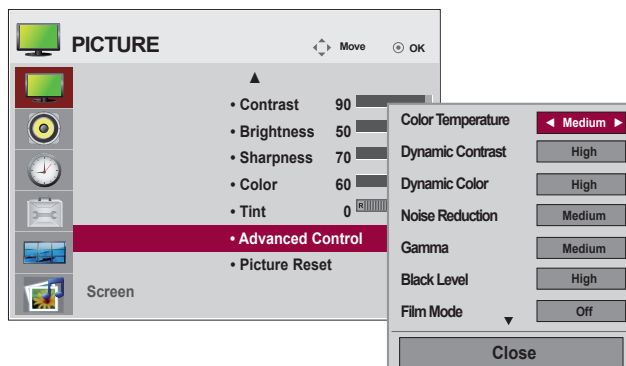 PICTURE
Move
OK
• Contrast 90
• Brightness 50
• Sharpness 70
• Color 60
• Tint 0 R
• Advanced Control
• Picture Reset
Screen
Color Temperature ◄ Medium ►
Dynamic Contrast High
Dynamic Color High
Noise Reduction Medium
Gamma Medium
Black Level High
Film Mode Off
Close